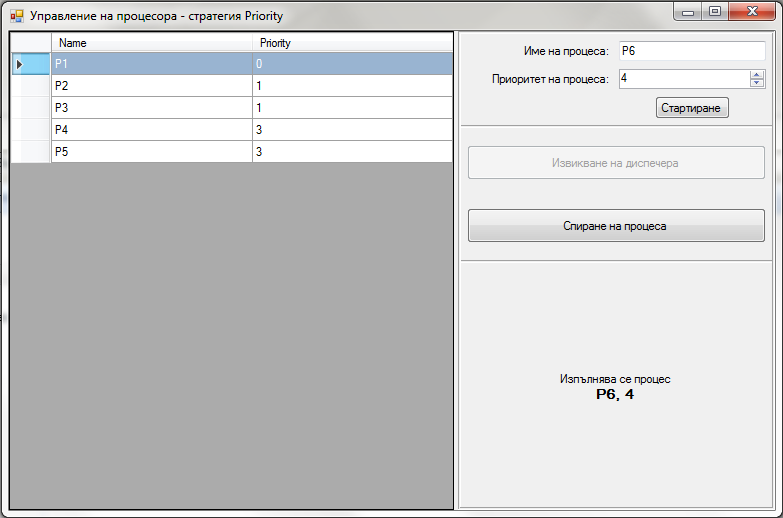 Управление на процесора - стратегия Priority
Name Priority
P1 0
P2 1
P3 1
P4 3
P5 3
Име на процеса: P6
Приоритет на процеса: 4
Стартиране
Извикване на диспечера
Спиране на процеса
Изпълнява се процес
P6, 4